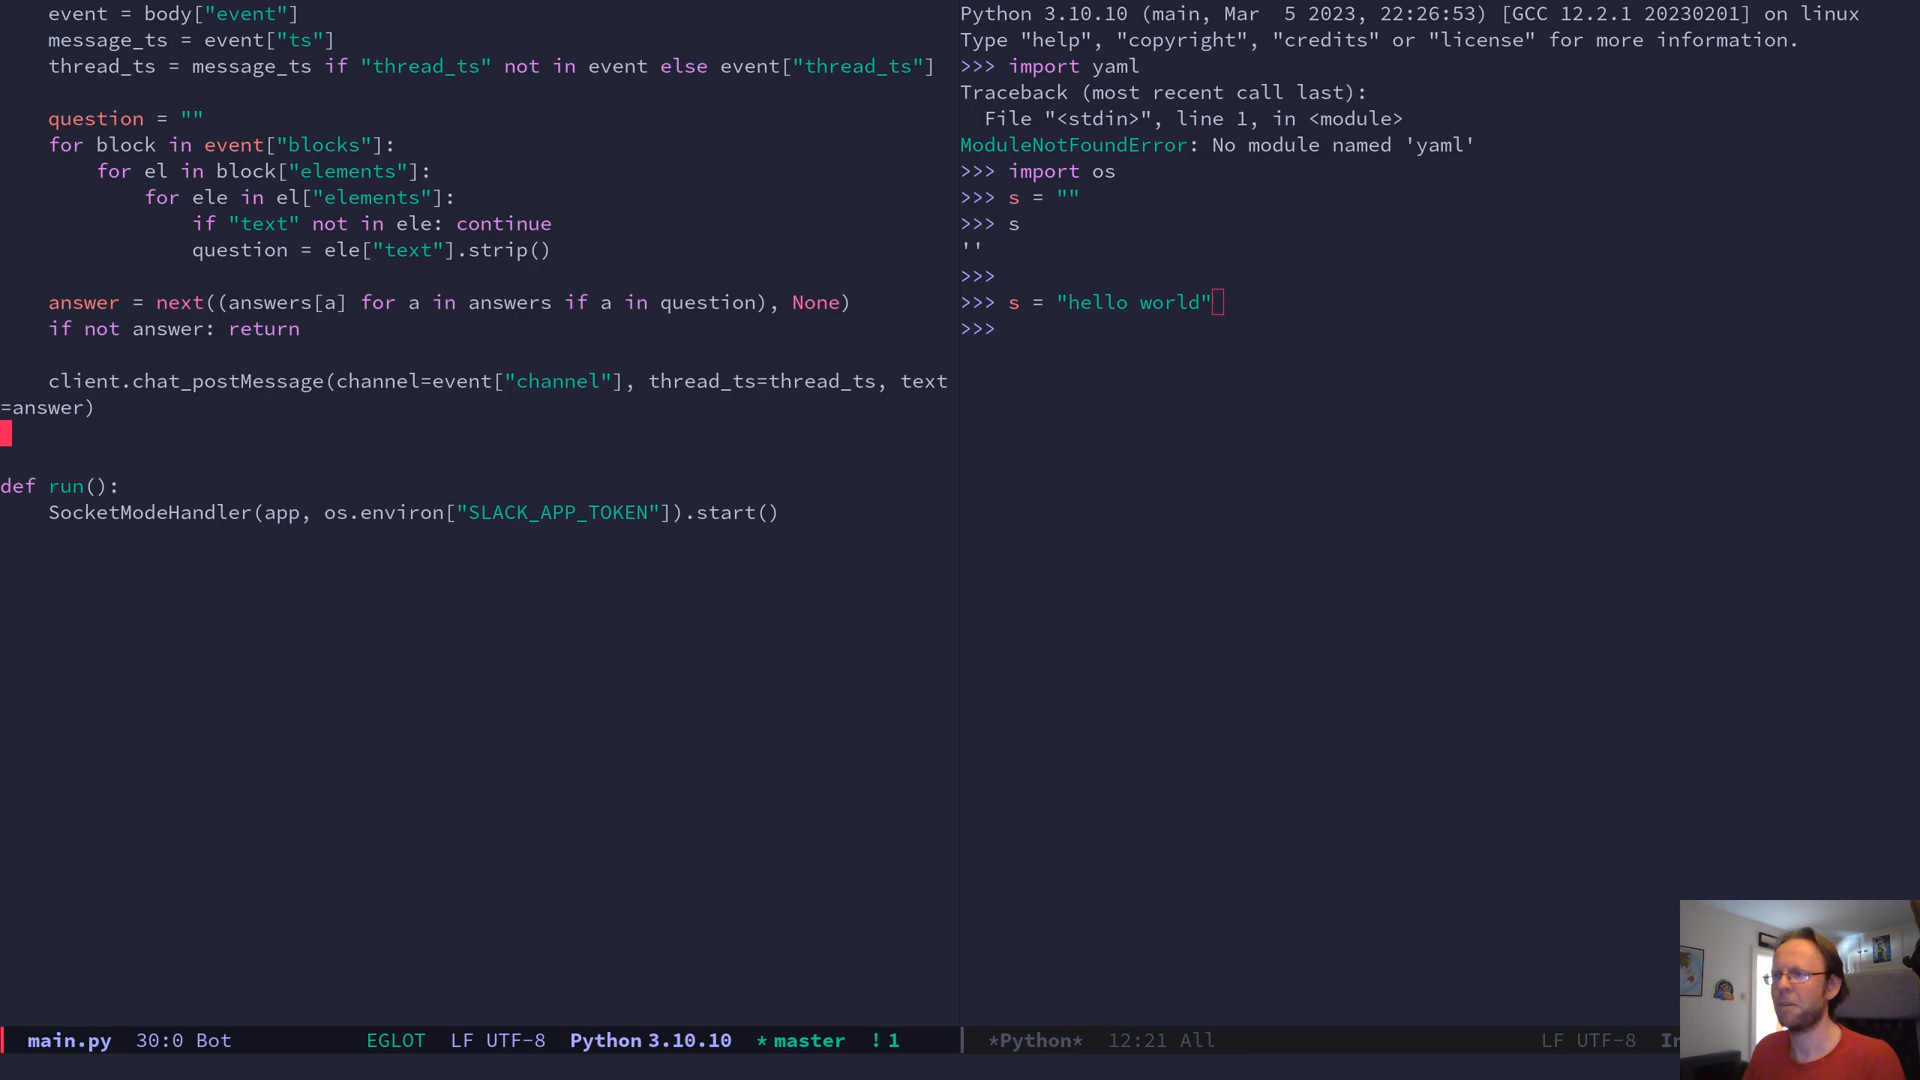 event = body["event"]
message_ts = event["ts"]
thread_ts = message_ts if "thread_ts" not in event else event["thread_ts"]
question = ""
for block in event["blocks"]:
for el in block["elements"]:
for ele in el["elements"]:
if "text" not in ele: continue
question = ele["text"].strip()
answer = next((answers[a] for a in answers if a in question), None)
if not answer: return
client.chat_postMessage(channel=event["channel"], thread_ts=thread_ts, text
=answer)
def run():
SocketModeHandler(app, os.environ["SLACK_APP_TOKEN"]).start()
main.py 30:0 Bot EGLOT LF UTF-8 Python 3.10.10 * master ! 1
Python 3.10.10 (main, Mar  5 2023, 22:26:53) [GCC 12.2.1 20230201] on linux
Type "help", "copyright", "credits" or "license" for more information.
>>> import yaml
Traceback (most recent call last):
File "<stdin>", line 1, in <module>
ModuleNotFoundError: No module named 'yaml'
>>> import os
>>> s = ""
>>> s
''
>>>
>>> s = "hello world"
>>>
*Python* 12:21 All LF UTF-8